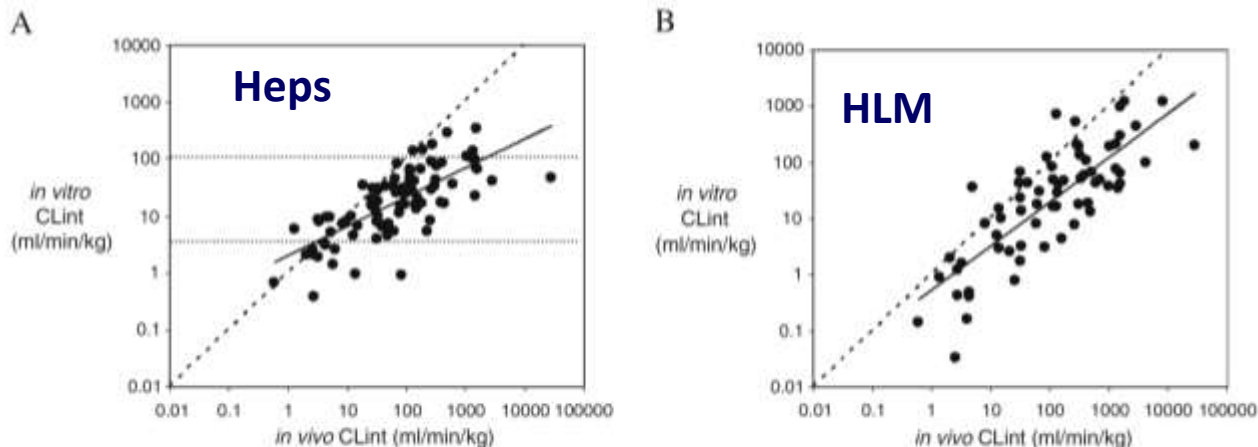 A
Heps
10000
1000
100
10
1
0.1
0.01
in vitro
CLint
(ml/min/kg)
0.01 0.1 1 10 100 1000 10000 100000
in vivo CLint (ml/min/kg)
B
HLM
10000
1000
100
10
1
0.1
0.01
in vitro
CLint
(ml/min/kg)
0.01 0.1 1 10 100 1000 10000 100000
in vivo CLint (ml/min/kg)